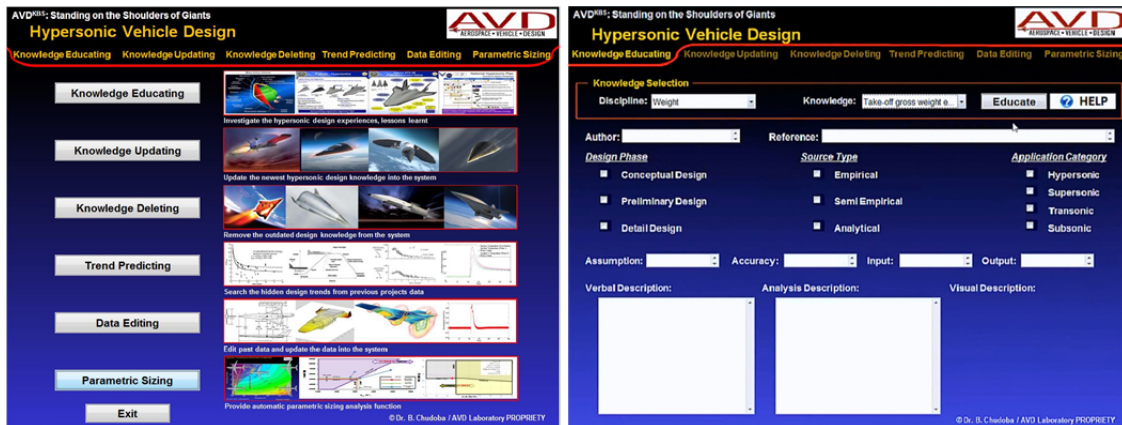 AVDKBS: Standing on the Shoulders of Giants
Hypersonic Vehicle Design
AVD
AEROSPACE • VEHICLE • DESIGN
Knowledge Educating Knowledge Updating Knowledge Deleting Trend Predicting Data Editing Parametric Sizing
Knowledge Educating
Investigate the hypersonic design experiences, lessons learnt
Knowledge Updating
Update the newest hypersonic design knowledge into the system
Knowledge Deleting
Remove the outdated design knowledge from the system
Trend Predicting
Search the hidden design trends from previous projects data
Data Editing
Edit past data and update the data into the system
Parametric Sizing
Provide automatic parametric sizing analysis function
Exit
© Dr. B. Chudoba / AVD Laboratory PROPRIETY
AVDKBS: Standing on the Shoulders of Giants
Hypersonic Vehicle Design
AVD
AEROSPACE • VEHICLE • DESIGN
Knowledge Educating Knowledge Updating Knowledge Deleting Trend Predicting Data Editing Parametric Sizing
Knowledge Selection
Discipline: Weight Knowledge: Take-off gross weight e... Educate ? HELP
Author: Reference:
Design Phase Source Type Application Category
Conceptual Design Empirical Hypersonic
Supersonic
Preliminary Design Semi Empirical
Transonic
Detail Design Analytical Subsonic
Assumption: Accuracy: Input: Output:
Verbal Description: Analysis Description: Visual Description:
© Dr. B. Chudoba / AVD Laboratory PROPRIETY